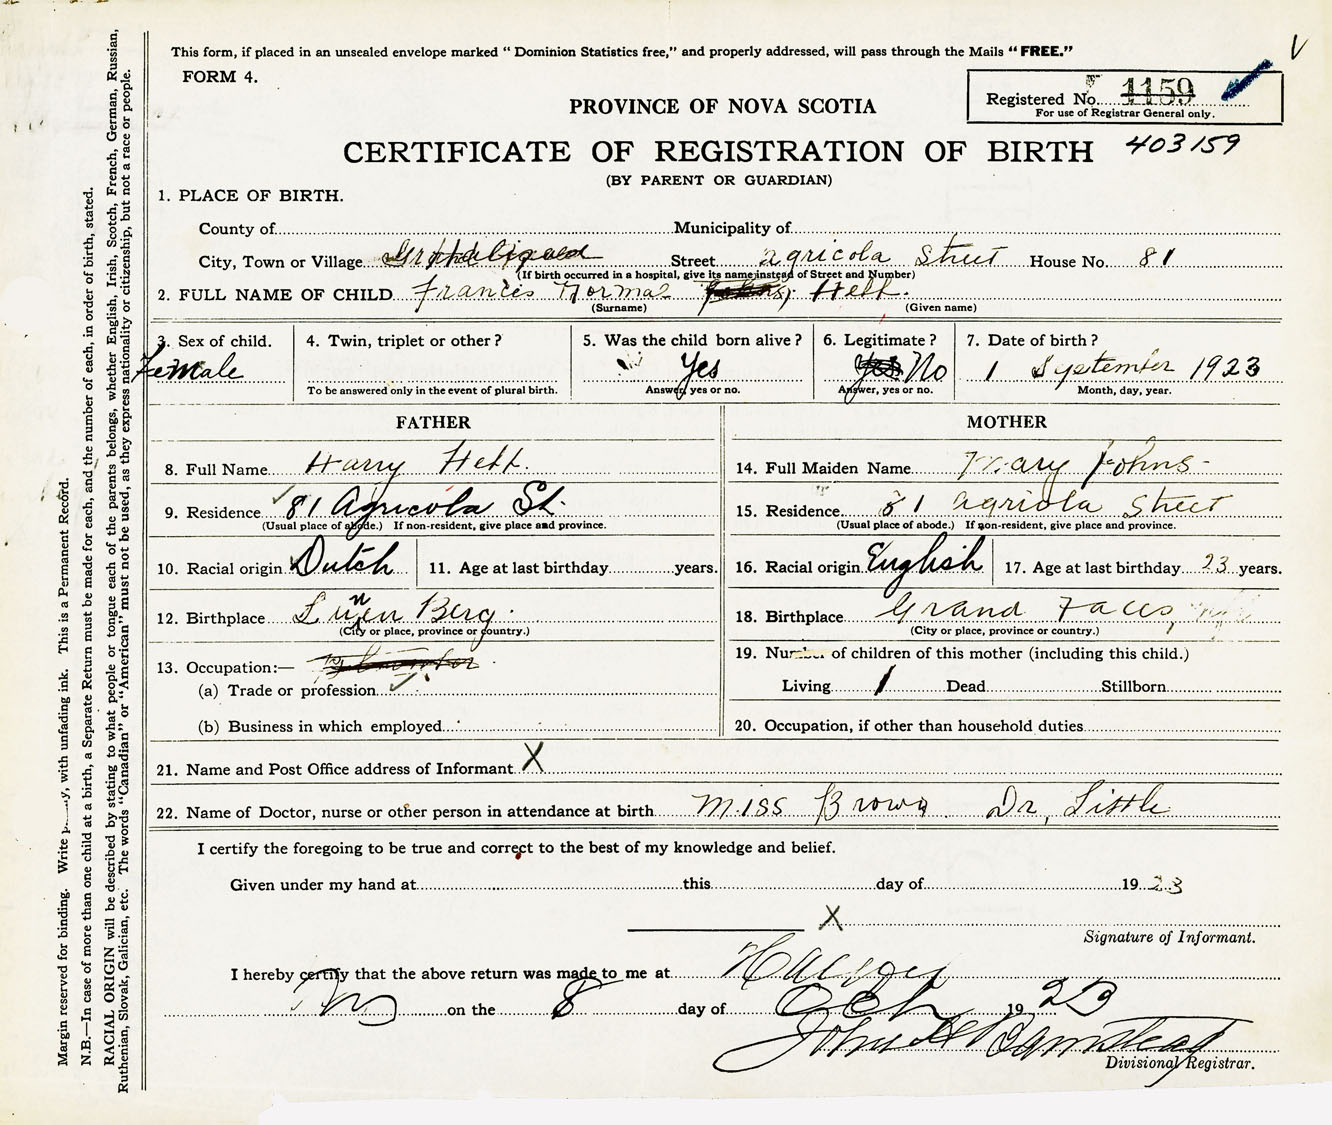 This form, if placed in an unsealed envelope marked "Dominion Statistics free," and properly addressed, will pass through the Mails "FREE."
FORM 4.
Registered No. 1159
For use of Registrar General only.
PROVINCE OF NOVA SCOTIA
CERTIFICATE OF REGISTRATION OF BIRTH 403159
(BY PARENT OR GUARDIAN)
1. PLACE OF BIRTH.
County of Municipality of
City, Town or Village Street agricola Street House No. 81
(If birth occurred in a hospital, give its name instead of Street and Number)
2. FULL NAME OF CHILD Francis Norma Johns Hebb.
(Surname) (Given name)
3. Sex of child. 4. Twin, triplet or other? 5. Was the child born alive? 6. Legitimate? 7. Date of birth?
Female Yes Yes No 1 September 1923
To be answered only in the event of plural birth. Answer, yes or no. Answer, yes or no. Month, day, year.
FATHER
8. Full Name Harry Hebb.
9. Residence 81 Agricola St.
(Usual place of abode.) If non-resident, give place and province.
10. Racial origin Dutch 11. Age at last birthday years.
12. Birthplace Lunen Berg.
(City or place, province or country.)
13. Occupation:—
(a) Trade or profession
(b) Business in which employed
MOTHER
14. Full Maiden Name Mary Johns
15. Residence 81 agriola Street
(Usual place of abode.) If non-resident, give place and province.
16. Racial origin English 17. Age at last birthday 23 years.
18. Birthplace Grand Faces,
(City or place, province or country.)
19. Number of children of this mother (including this child.)
Living 1 Dead Stillborn
20. Occupation, if other than household duties
21. Name and Post Office address of Informant X
22. Name of Doctor, nurse or other person in attendance at birth Miss Brown Dr, Little
I certify the foregoing to be true and correct to the best of my knowledge and belief.
Given under my hand at this day of 1923
X
Signature of Informant.
I hereby certify that the above return was made to me at Halifax
NS on the 8 day of Oct 1923
Divisional Registrar.
Margin reserved for binding. Write with unfading ink. This is a Permanent Record.
N.B.—In case of more than one child at a birth, a Separate Return must be made for each, and the number of each, in order of birth, stated.
RACIAL ORIGIN will be described by stating to what people or tongue each of the parents belongs, whether English, Irish, Scotch, French, German, Russian,
Ruthenian, Slovak, Galician, etc. The words "Canadian" or "American" must not be used, as they express nationality or citizenship, but not a race or people.